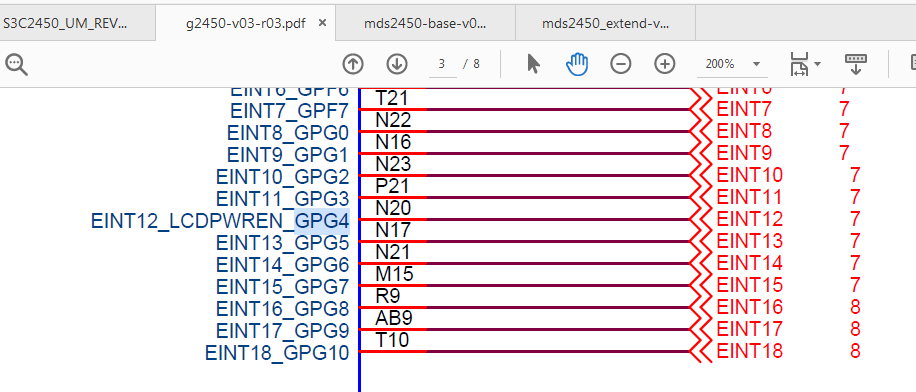 S3C2450_UM_REV... g2450-v03-r03.pdf × mds2450-base-v0... mds2450_extend-v...
3 / 8 200%
EINT6_GPF6 EINT6 7
EINT7_GPF7 T21 EINT7 7
EINT8_GPG0 N22 EINT8 7
EINT9_GPG1 N16 EINT9 7
EINT10_GPG2 N23 EINT10 7
EINT11_GPG3 P21 EINT11 7
EINT12_LCDPWREN_GPG4 N20 EINT12 7
EINT13_GPG5 N17 EINT13 7
EINT14_GPG6 N21 EINT14 7
EINT15_GPG7 M15 EINT15 7
EINT16_GPG8 R9 EINT16 8
EINT17_GPG9 AB9 EINT17 8
EINT18_GPG10 T10 EINT18 8